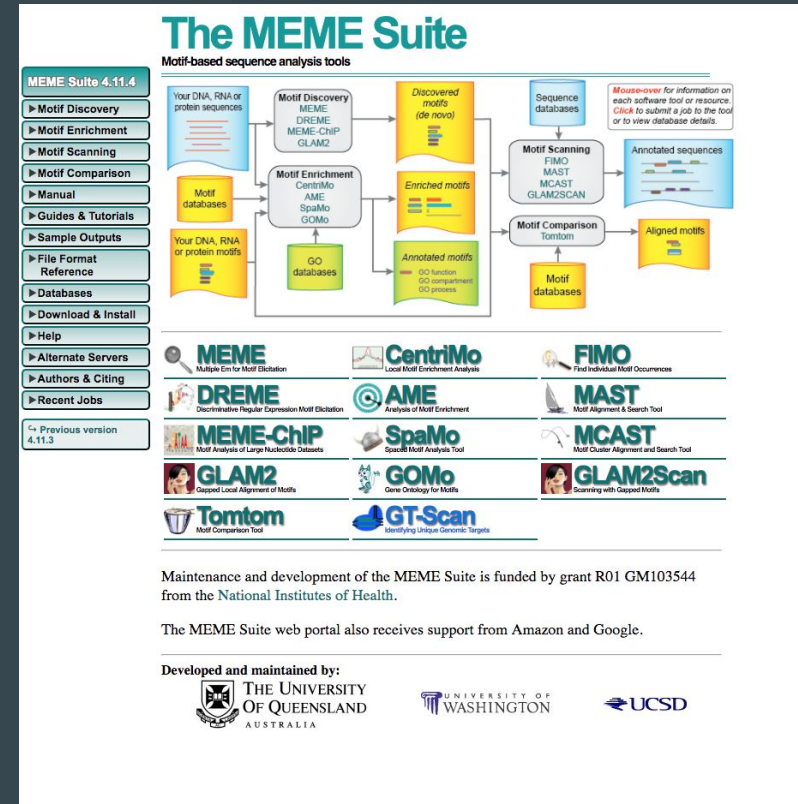 The MEME Suite
Motif-based sequence analysis tools
MEME Suite 4.11.4
Motif Discovery
Motif Enrichment
Motif Scanning
Motif Comparison
Manual
Guides & Tutorials
Sample Outputs
File Format
Reference
Databases
Download & Install
Help
Alternate Servers
Authors & Citing
Recent Jobs
Previous version
4.11.3
Your DNA, RNA or
protein sequences
Motif
databases
Your DNA, RNA
or protein motifs
Motif Discovery
MEME
DREME
MEME-ChIP
GLAM2
Motif Enrichment
CentriMo
AME
SpaMo
GOMo
GO
databases
Discovered
motifs
(de novo)
Enriched motifs
Annotated motifs
GO function
GO compartment
GO process
Sequence
databases
Motif Scanning
FIMO
MAST
MCAST
GLAM2SCAN
Motif Comparison
Tomtom
Motif
databases
Mouse-over for information on
each software tool or resource.
Click to submit a job to the tool
or to view database details.
Annotated sequences
Aligned motifs
MEME
Multiple Em for Motif Elicitation
CentriMo
Local Motif Enrichment Analysis
FIMO
Find Individual Motif Occurrences
DREME
Discriminative Regular Expression Motif Elicitation
AME
Analysis of Motif Enrichment
MAST
Motif Alignment & Search Tool
MEME-ChIP
Motif Analysis of Large Nucleotide Datasets
SpaMo
Spaced Motif Analysis Tool
MCAST
Motif Cluster Alignment and Search Tool
GLAM2
Gapped Local Alignment of Motifs
GOMo
Gene Ontology for Motifs
GLAM2Scan
Scanning with Gapped Motifs
Tomtom
Motif Comparison Tool
GT-Scan
Identifying Unique Genomic Targets
Maintenance and development of the MEME Suite is funded by grant R01 GM103544
from the National Institutes of Health.
The MEME Suite web portal also receives support from Amazon and Google.
Developed and maintained by:
THE UNIVERSITY
OF QUEENSLAND
AUSTRALIA
UNIVERSITY OF
WASHINGTON
UCSD